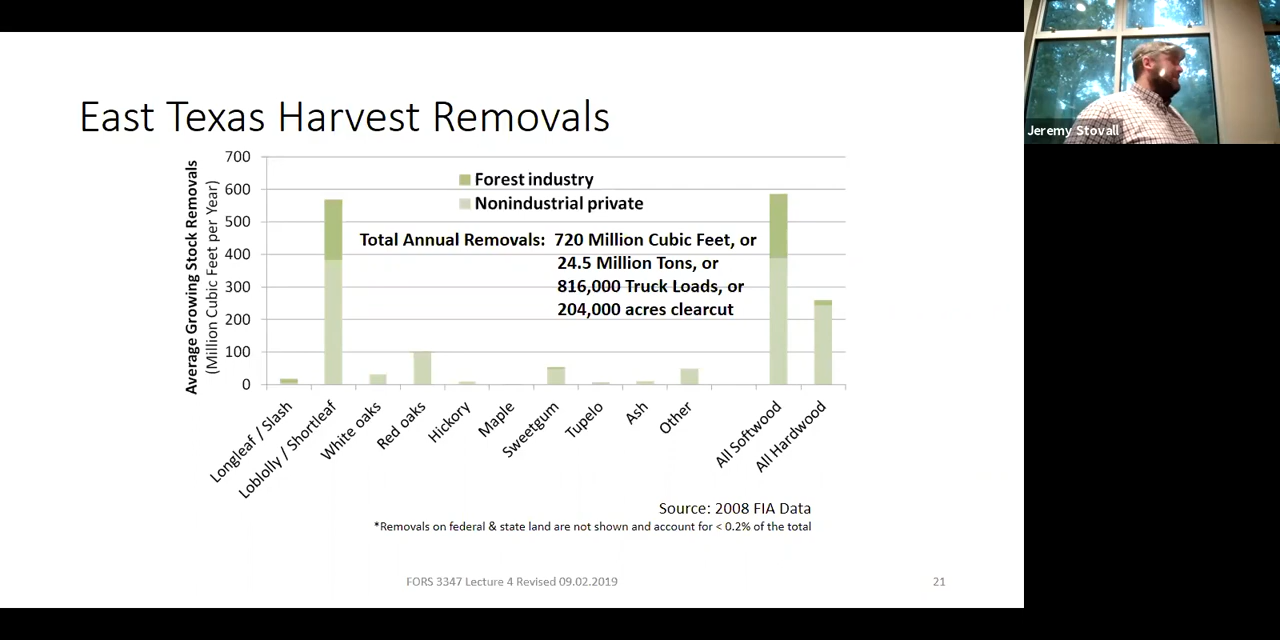 East Texas Harvest Removals
Average Growing Stock Removals
(Million Cubic Feet per Year)
700
600
500
400
300
200
100
0
Forest industry
Nonindustrial private
Total Annual Removals: 720 Million Cubic Feet, or
24.5 Million Tons, or
816,000 Truck Loads, or
204,000 acres clearcut
Longleaf / Slash
Loblolly / Shortleaf
White oaks
Red oaks
Hickory
Maple
Sweetgum
Tupelo
Ash
Other
All Softwood
All Hardwood
Source: 2008 FIA Data
*Removals on federal & state land are not shown and account for < 0.2% of the total
FORS 3347 Lecture 4 Revised 09.02.2019
21
Jeremy Stovall